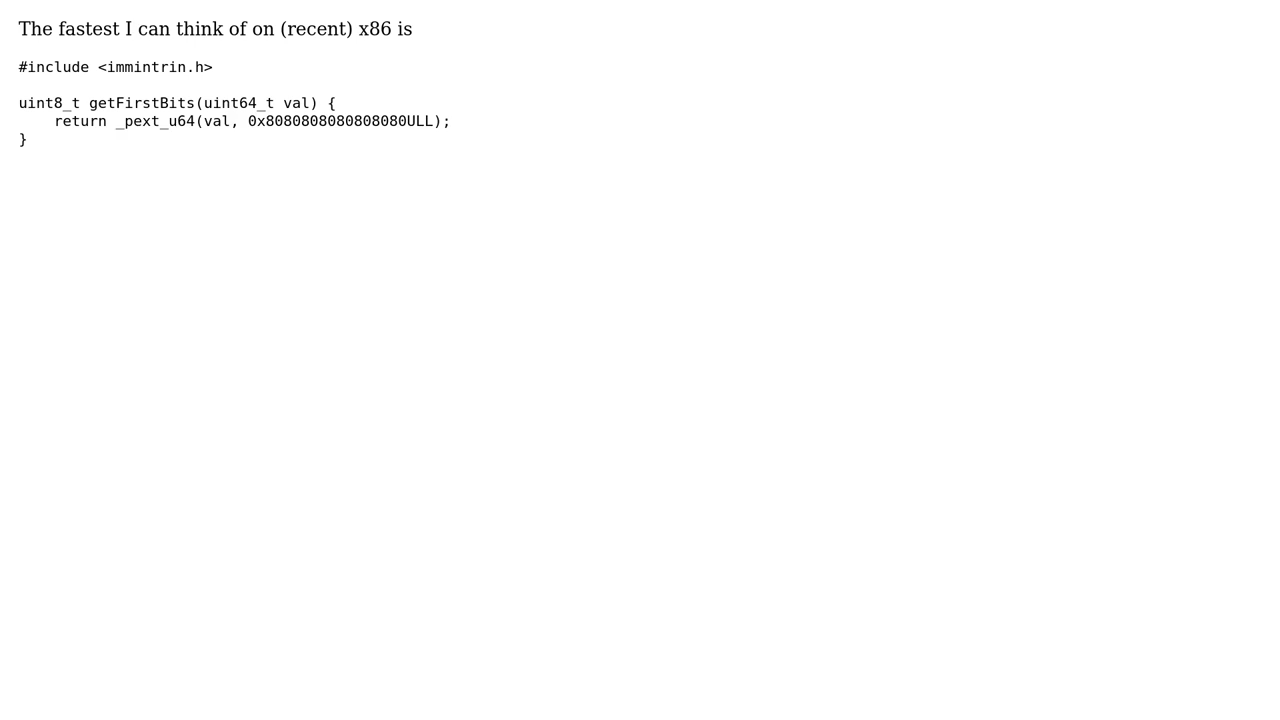 The fastest I can think of on (recent) x86 is
#include <immintrin.h>
uint8_t getFirstBits(uint64_t val) {
    return _pext_u64(val, 0x8080808080808080ULL);
}